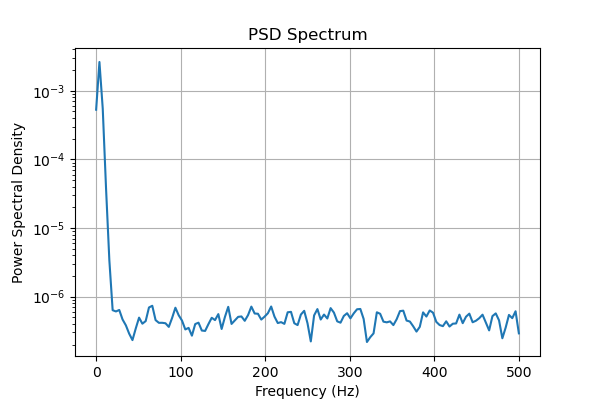 PSD Spectrum
Power Spectral Density
10⁻³
10⁻⁴
10⁻⁵
10⁻⁶
0 100 200 300 400 500
Frequency (Hz)